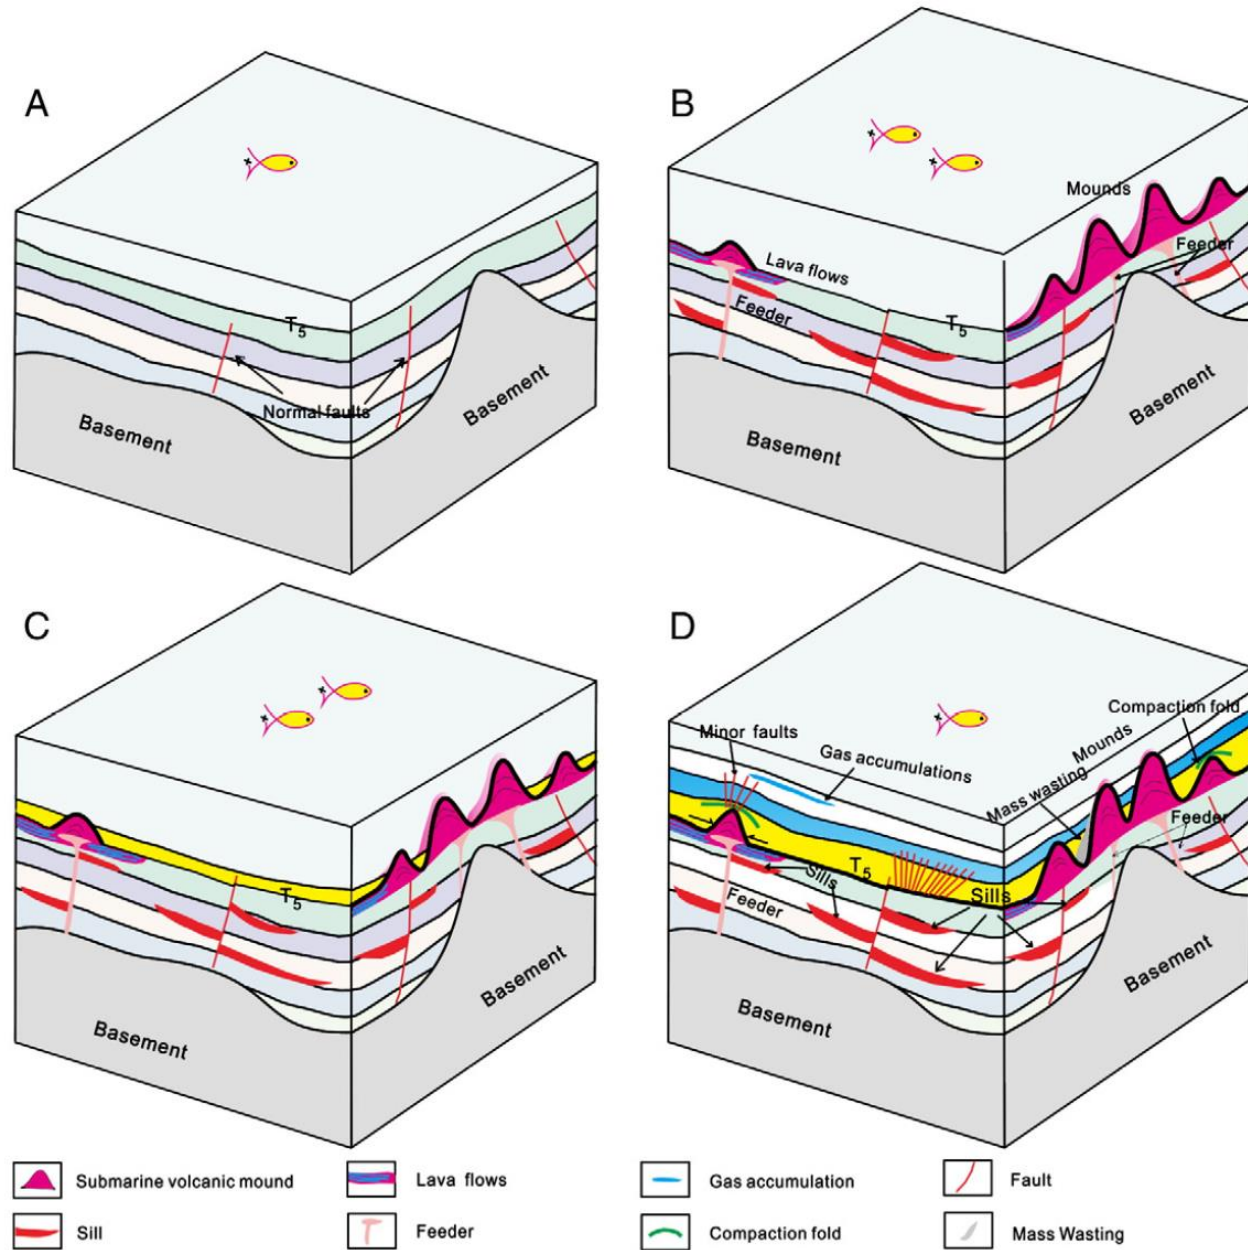 A
T5
Normal faults
Basement
Basement
B
Mounds
Feeder
Lava flows
Feeder
T5
Basement
Basement
C
T5
Basement
Basement
D
Compaction fold
Minor faults
Mounds
Gas accumulations
Mass wasting
Feeder
T5
Sills
Sills
Feeder
Basement
Basement
Submarine volcanic mound
Lava flows
Gas accumulation
Fault
Sill
Feeder
Compaction fold
Mass Wasting